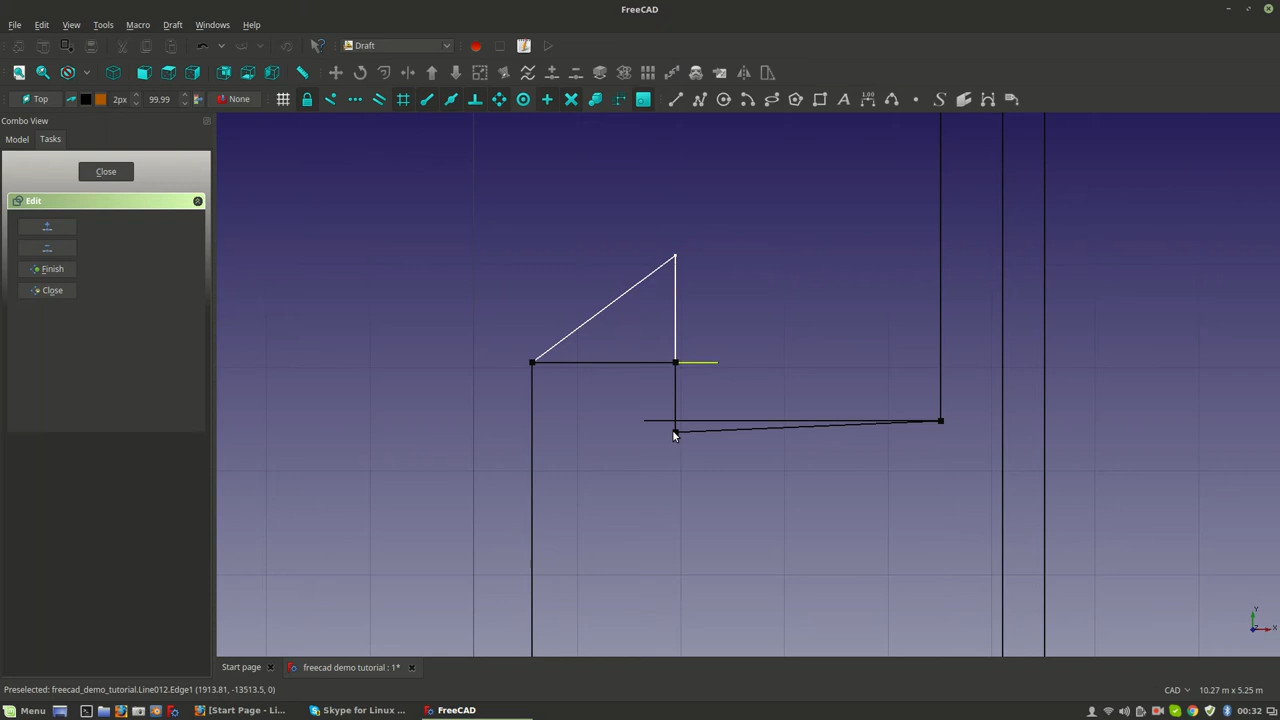 FreeCAD
File Edit View Tools Macro Draft Windows Help
Draft
Top 2px 99.99 None 1.00
Combo View
Model Tasks
Close
Edit
Finish
Close
Y
X
Start page freecad demo tutorial : 1*
Preselected: freecad_demo_tutorial.Line012.Edge1 (1913.81, -13513.5, 0) CAD 10.27 m x 5.25 m
Menu [Start Page - Li... Skype for Linux ... FreeCAD 00:32